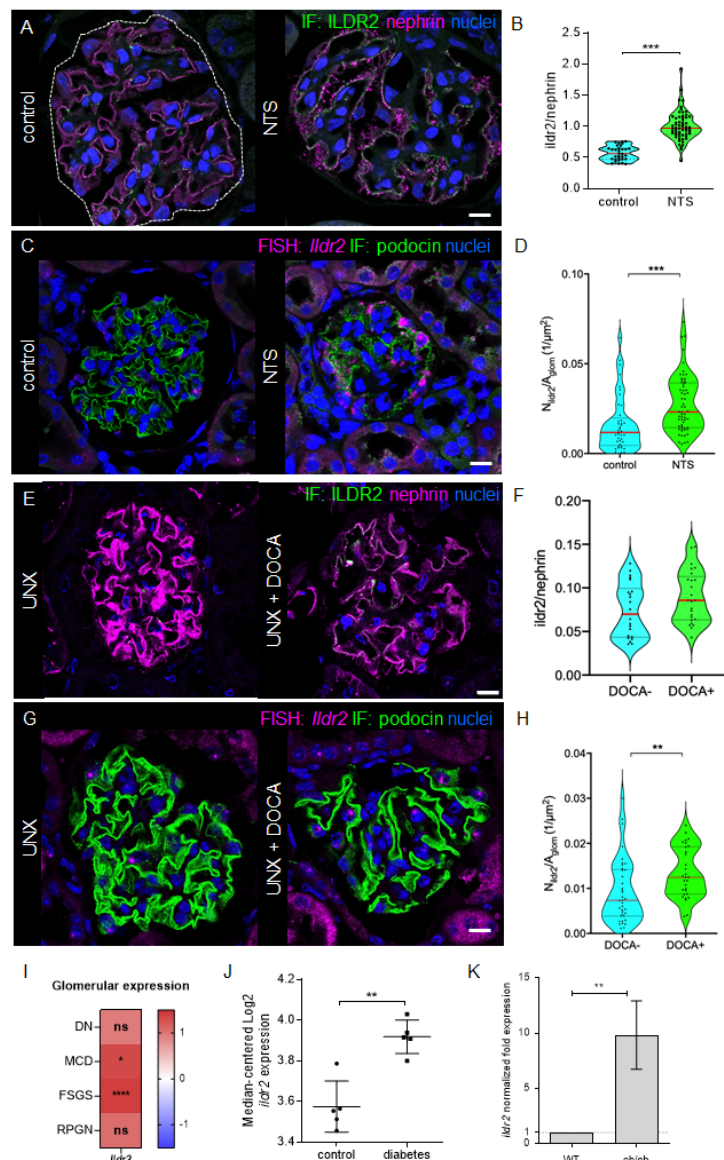 A
IF: ILDR2 nephrin nuclei
control
NTS
B
***
ildr2/nephrin
2.5
2.0
1.5
1.0
0.5
0.0
control NTS
C
FISH: Ildr2 IF: podocin nuclei
control
NTS
D
***
Nildr2/Aglom (1/µm²)
0.10
0.05
0.00
control NTS
E
IF: ILDR2 nephrin nuclei
UNX
UNX + DOCA
F
ildr2/nephrin
0.20
0.15
0.10
0.05
0.00
DOCA- DOCA+
G
FISH: Ildr2 IF: podocin nuclei
UNX
UNX + DOCA
H
**
Nildr2/Aglom (1/µm²)
0.04
0.03
0.02
0.01
0.00
DOCA- DOCA+
I
Glomerular expression
DN ns
MCD *
FSGS ****
RPGN ns
Ildr2
1
0
-1
J
**
Median-centered Log2
ildr2 expression
4.2
4.0
3.8
3.6
3.4
control diabetes
K
**
ildr2 normalized fold expression
15
10
5
1
0
WT ob/ob